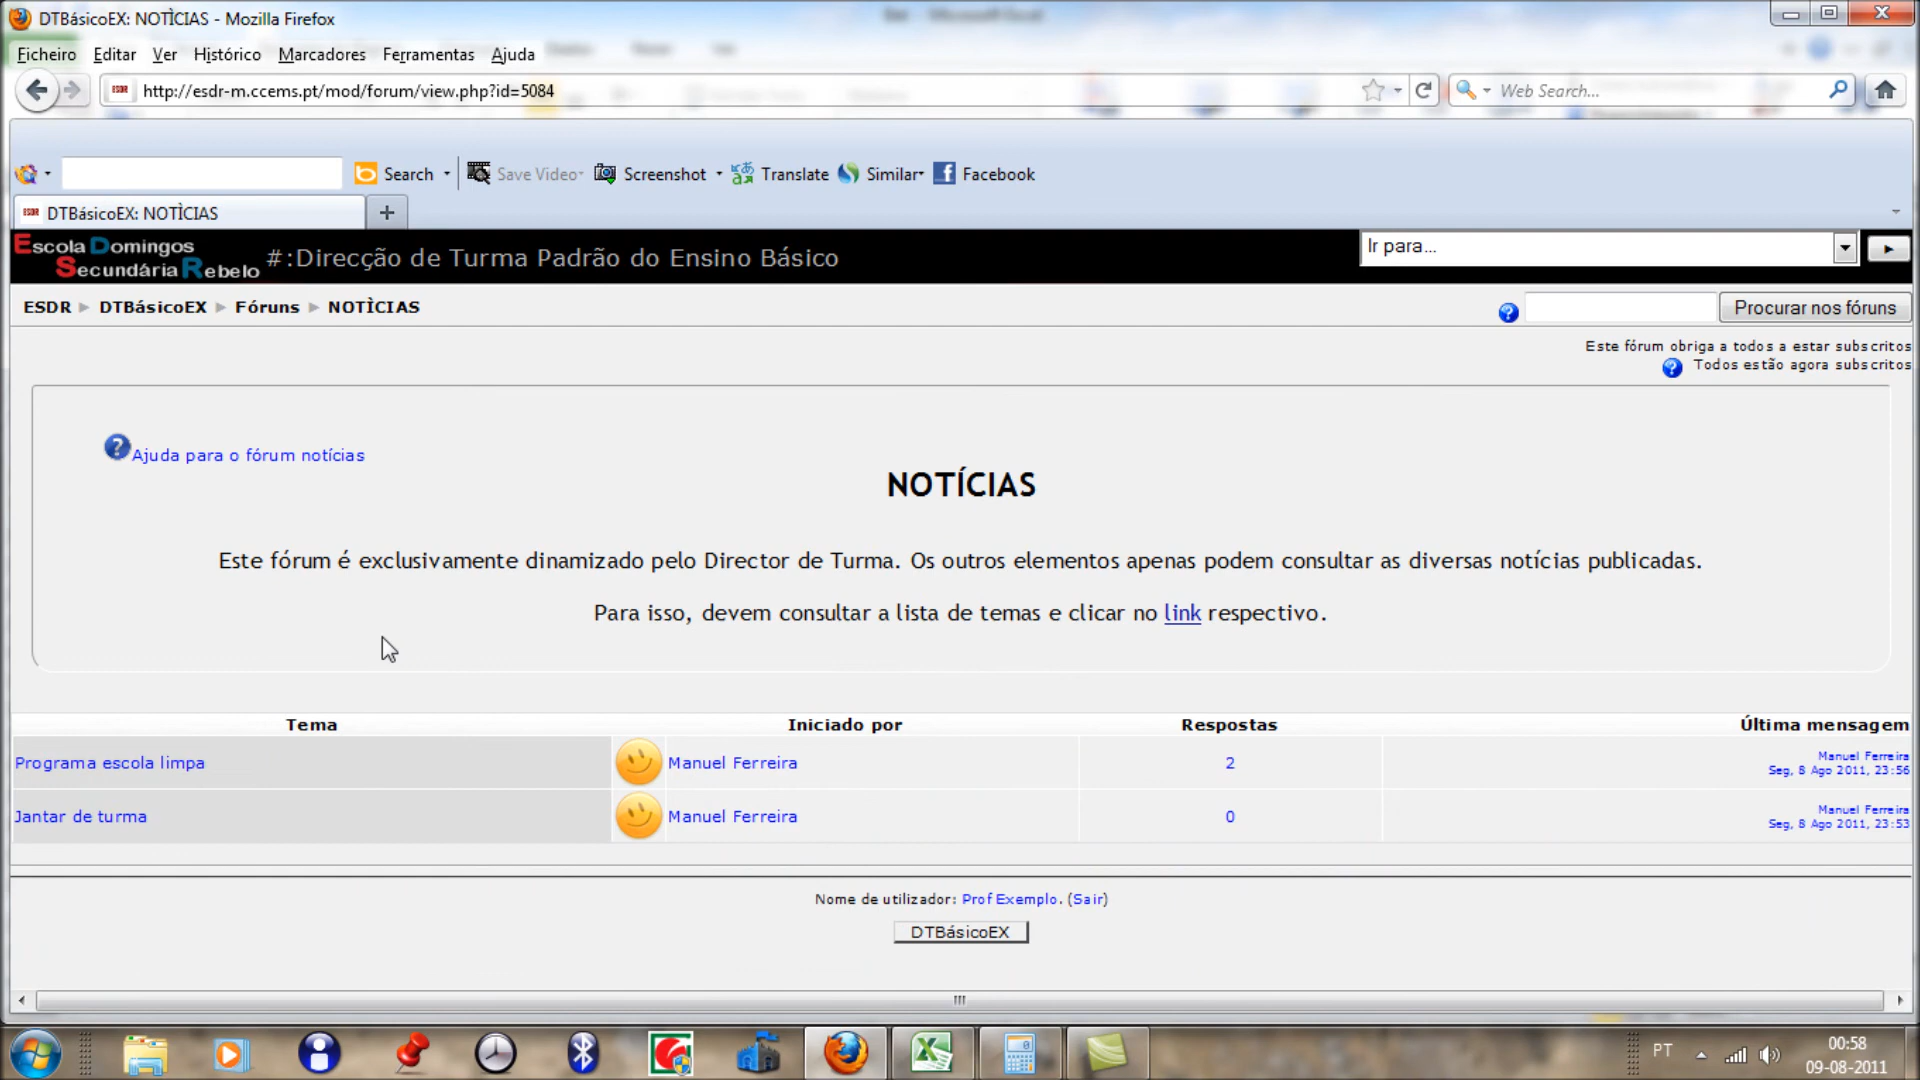 DTBásicoEX: NOTÌCIAS - Mozilla Firefox
Ficheiro Editar Ver Histórico Marcadores Ferramentas Ajuda
http://esdr-m.ccems.pt/mod/forum/view.php?id=5084
Web Search...
Search Save Video Screenshot Translate Similar Facebook
DTBásicoEX: NOTÌCIAS
Escola Domingos
Secundária Rebelo
#:Direcção de Turma Padrão do Ensino Básico
Ir para...
ESDR ► DTBásicoEX ► Fóruns ► NOTÌCIAS
Procurar nos fóruns
Este fórum obriga a todos a estar subscritos
Todos estão agora subscritos
Ajuda para o fórum notícias
NOTÍCIAS
Este fórum é exclusivamente dinamizado pelo Director de Turma. Os outros elementos apenas podem consultar as diversas notícias publicadas.
Para isso, devem consultar a lista de temas e clicar no link respectivo.
Tema Iniciado por Respostas Última mensagem
Programa escola limpa Manuel Ferreira 2 Manuel Ferreira
Seg, 8 Ago 2011, 23:56
Jantar de turma Manuel Ferreira 0 Manuel Ferreira
Seg, 8 Ago 2011, 23:53
Nome de utilizador: Prof Exemplo. (Sair)
DTBásicoEX
PT
00:58
09-08-2011